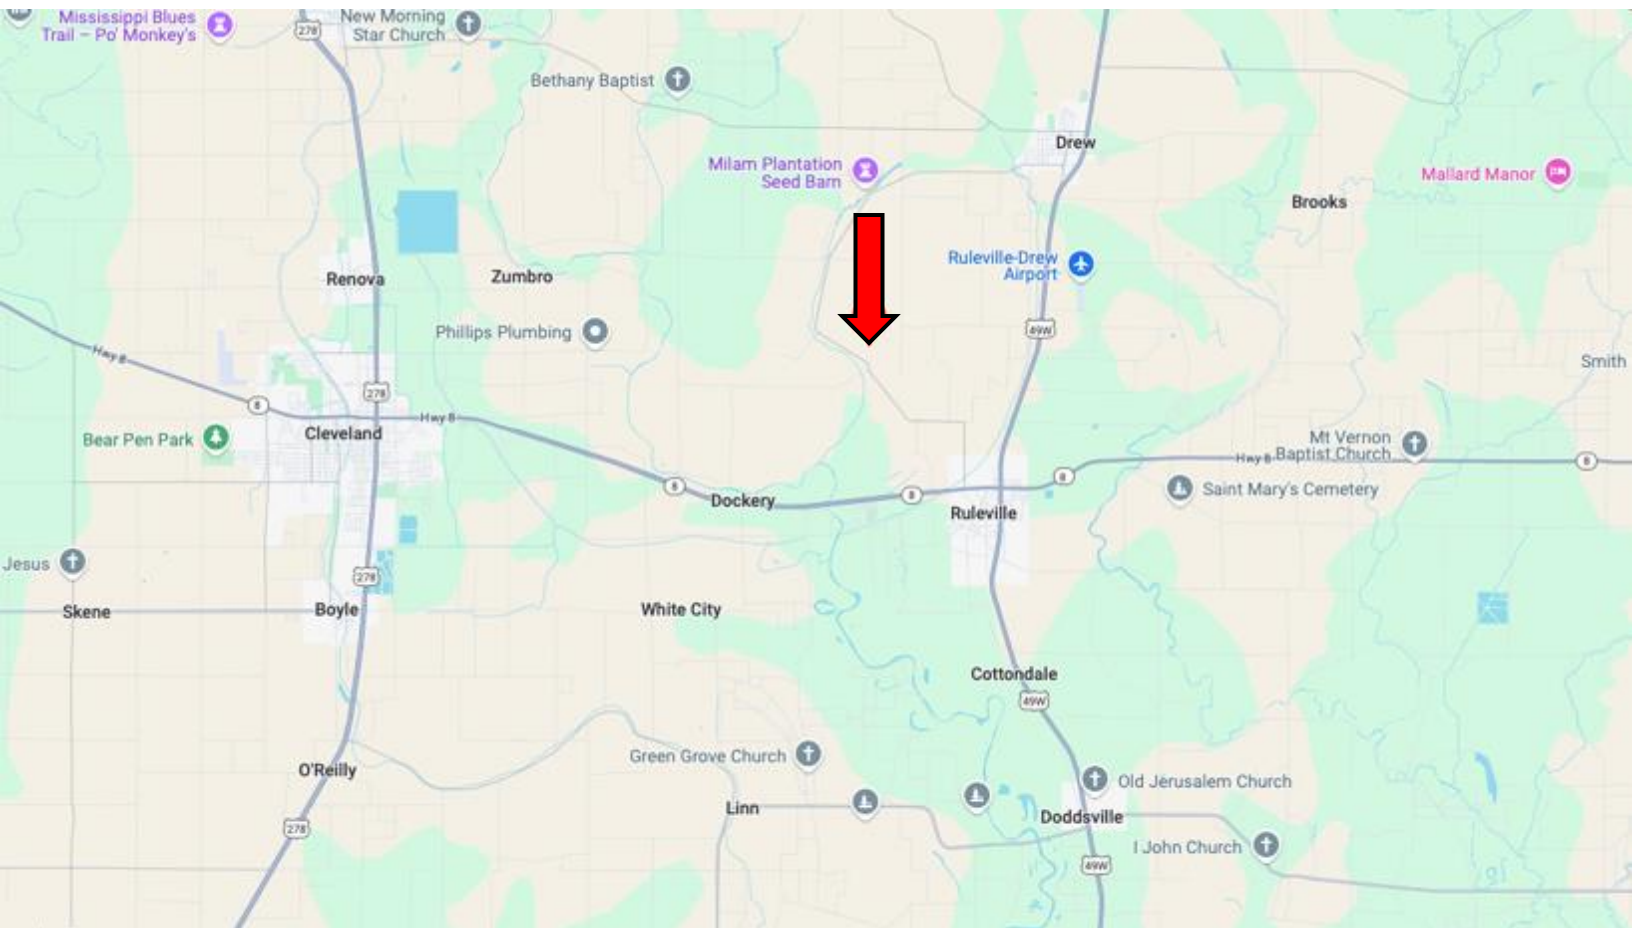 Mississippi Blues
Trail – Po' Monkey's
New Morning
Star Church
278
Bethany Baptist
Drew
Milam Plantation
Seed Barn
Mallard Manor
Brooks
Ruleville-Drew
Airport
Renova
Zumbro
Phillips Plumbing
49W
Hwy 8
Smith
278
8
Hwy 8
Cleveland
Bear Pen Park
Mt Vernon
Baptist Church
Hwy 8
8
8
8
8
Saint Mary's Cemetery
Dockery
Ruleville
Jesus
278
Skene
Boyle
White City
Cottondale
49W
Green Grove Church
O'Reilly
Old Jerusalem Church
Linn
Doddsville
278
I John Church
49W